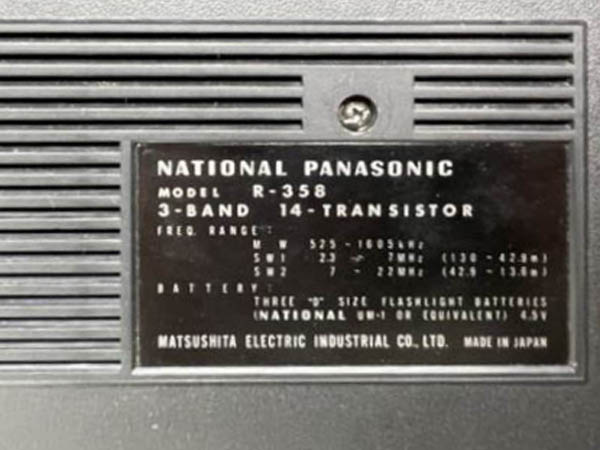 NATIONAL PANASONIC
MODEL R-358
3-BAND 14-TRANSISTOR
FREQ. RANGE:
MW 525 ~ 1605kHz
SW1 2.3 ~ 7MHz (130 - 42.9m)
SW2 7 ~ 22MHz (42.9 - 13.6m)
BATTERY:
THREE "D" SIZE FLASHLIGHT BATTERIES
(NATIONAL UM-1 OR EQUIVALENT) 4.5V
MATSUSHITA ELECTRIC INDUSTRIAL CO., LTD. MADE IN JAPAN